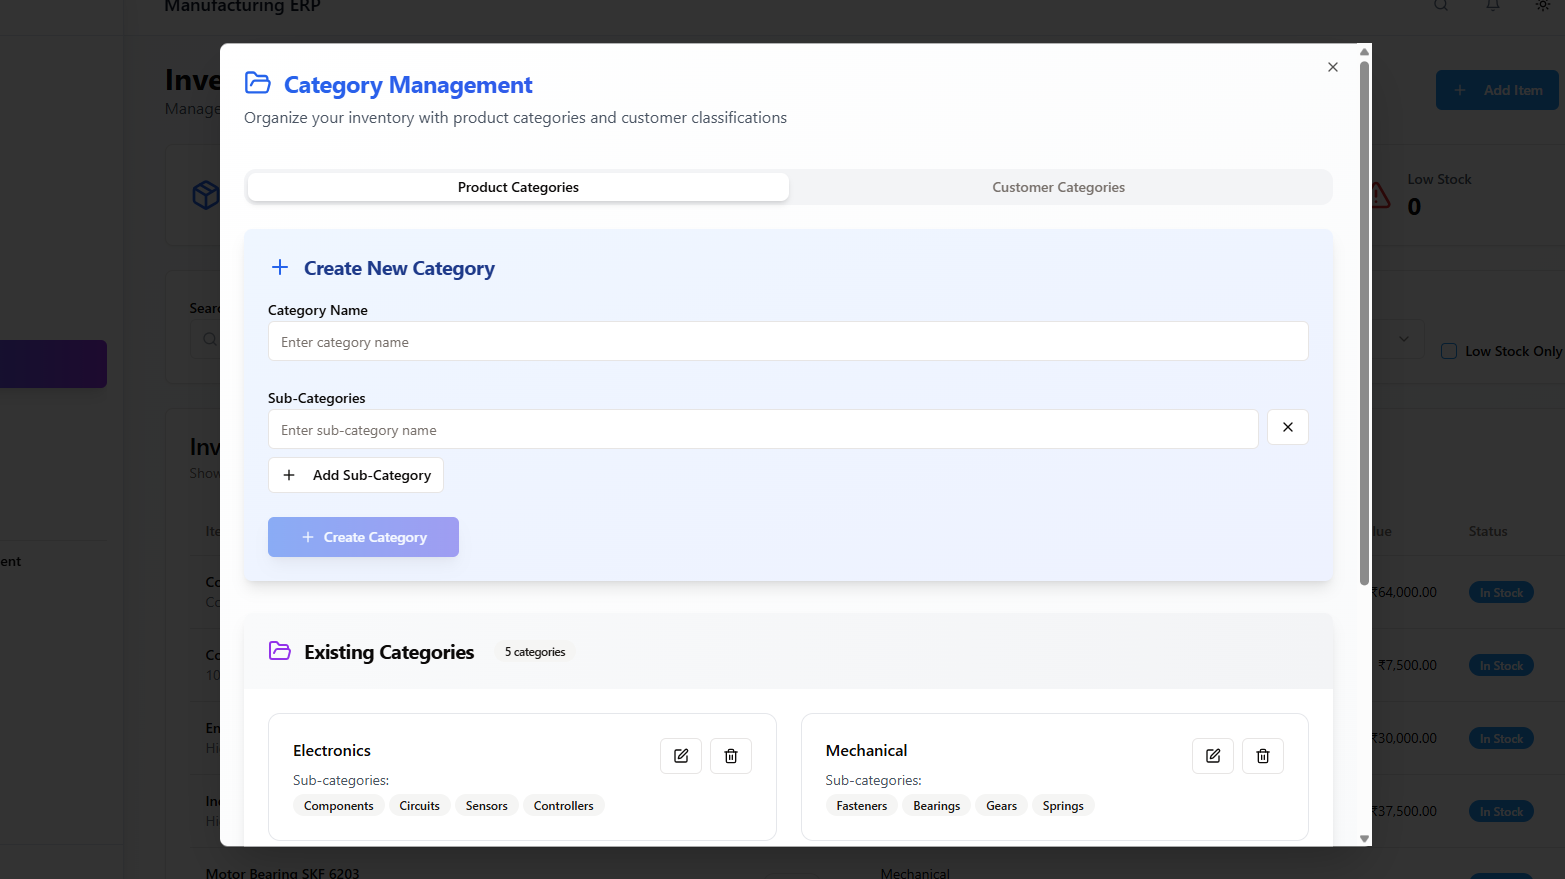 Manufacturing ERP
Inve
Manage
Add Item
Category Management
Organize your inventory with product categories and customer classifications
Product Categories
Customer Categories
Low Stock
0
Create New Category
Category Name
Enter category name
Sear
Low Stock Only
Sub-Categories
Enter sub-category name
Inv
Show
Add Sub-Category
Create Category
Ite
lue
Status
ent
Co
Co
₹64,000.00
In Stock
Existing Categories
5 categories
Co
10
₹7,500.00
In Stock
En
Hi
₹30,000.00
In Stock
Electronics
Sub-categories:
Components
Circuits
Sensors
Controllers
Mechanical
Sub-categories:
Fasteners
Bearings
Gears
Springs
In
Hi
₹37,500.00
In Stock
Motor Bearing SKF 6203
Mechanical